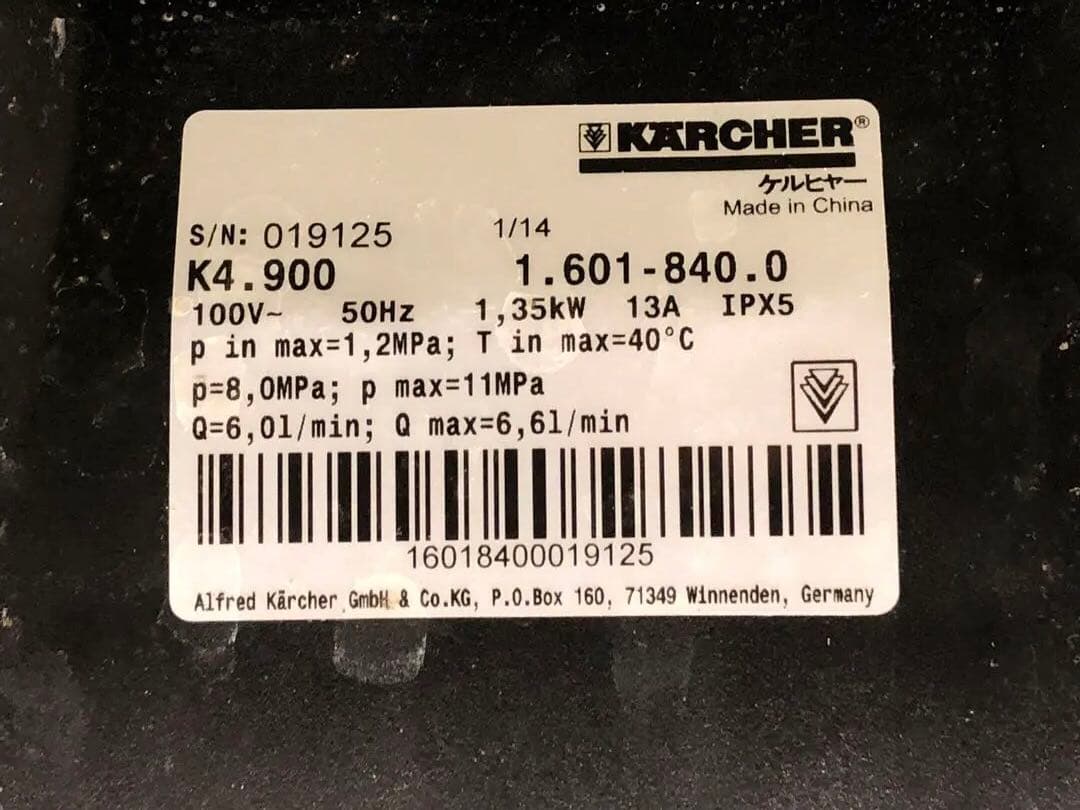 KÄRCHER®
ケルヒャー
Made in China
S/N: 019125 1/14
K4.900 1.601-840.0
100V~ 50Hz 1,35kW 13A IPX5
p in max=1,2MPa; T in max=40°C
p=8,0MPa; p max=11MPa
Q=6,0l/min; Q max=6,6l/min
16018400019125
Alfred Kärcher GmbH & Co.KG, P.O.Box 160, 71349 Winnenden, Germany